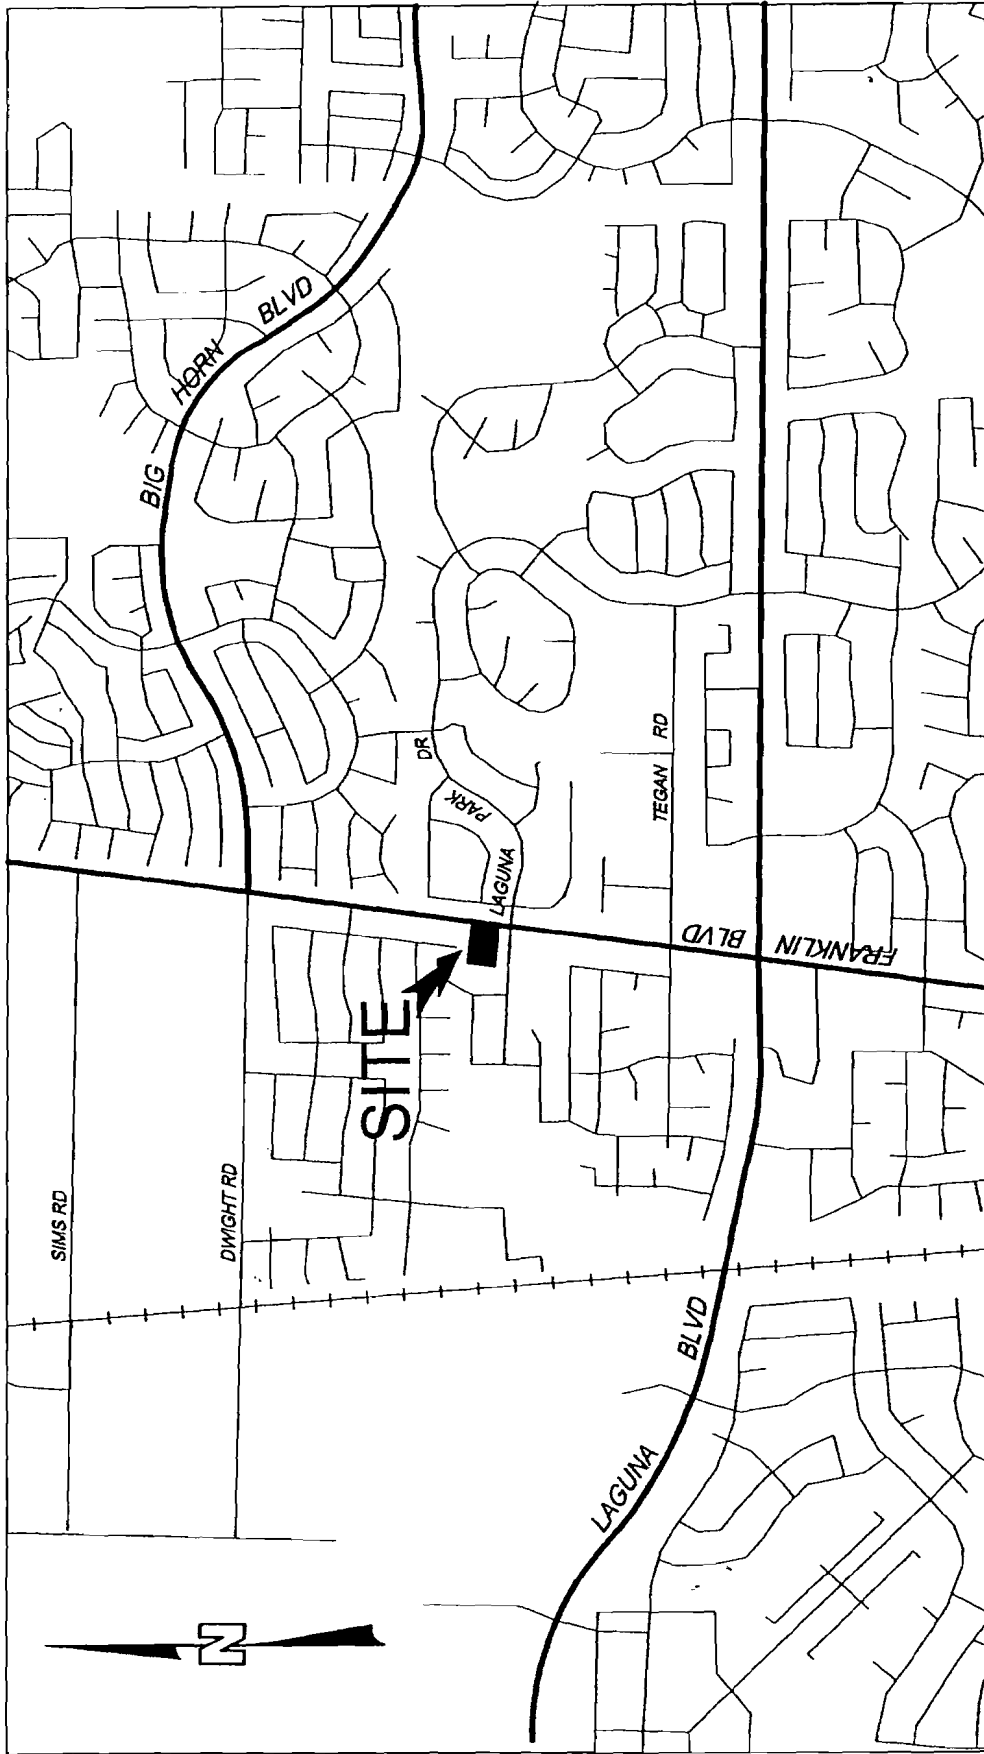 SIMS RD
DWIGHT RD
BIG HORN BLVD
SITE
LAGUNA PARK DR
TEGAN RD
FRANKLIN BLVD
LAGUNA BLVD
N